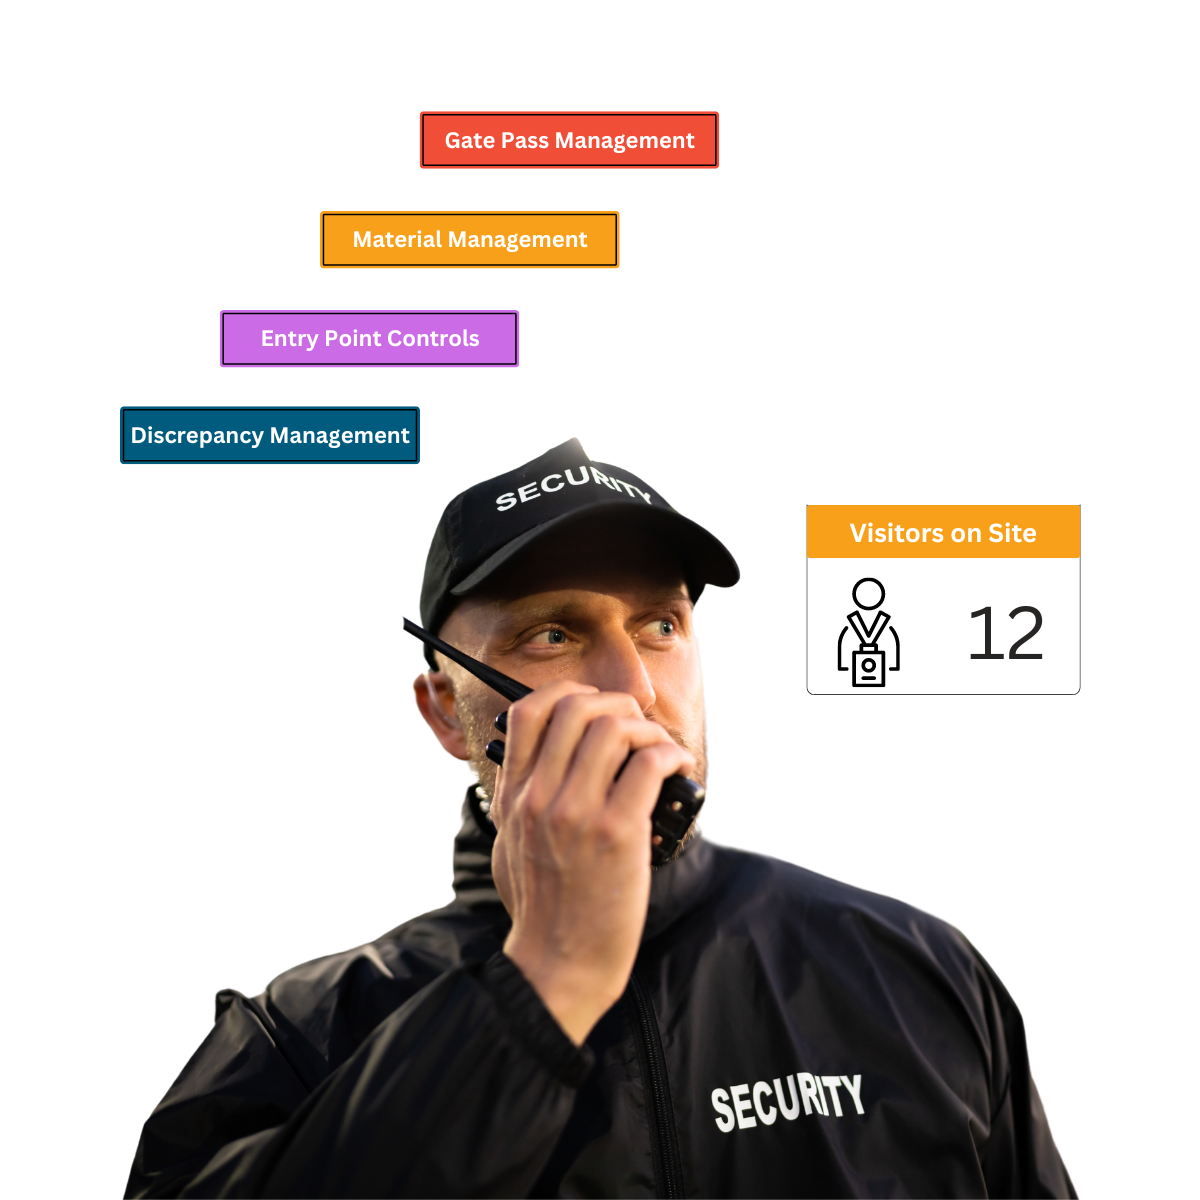 Gate Pass Management
Material Management
Entry Point Controls
Discrepancy Management
SECURITY
Visitors on Site
12
SECURITY